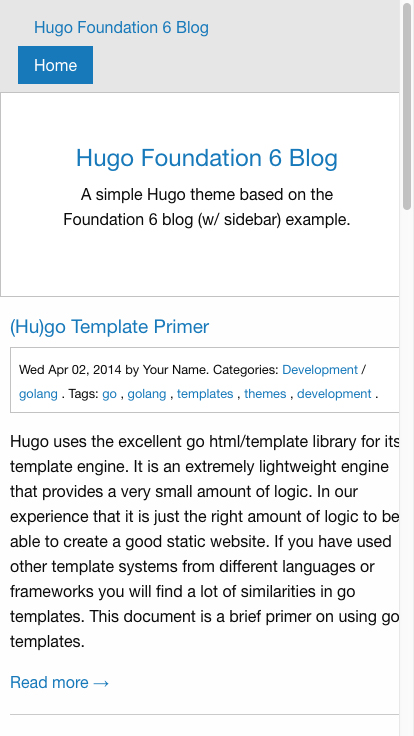 Hugo Foundation 6 Blog
Home
Hugo Foundation 6 Blog
A simple Hugo theme based on the
Foundation 6 blog (w/ sidebar) example.
(Hu)go Template Primer
Wed Apr 02, 2014 by Your Name. Categories: Development /
golang . Tags: go , golang , templates , themes , development .
Hugo uses the excellent go html/template library for its
template engine. It is an extremely lightweight engine
that provides a very small amount of logic. In our
experience that it is just the right amount of logic to be
able to create a good static website. If you have used
other template systems from different languages or
frameworks you will find a lot of similarities in go
templates. This document is a brief primer on using go
templates.
Read more →